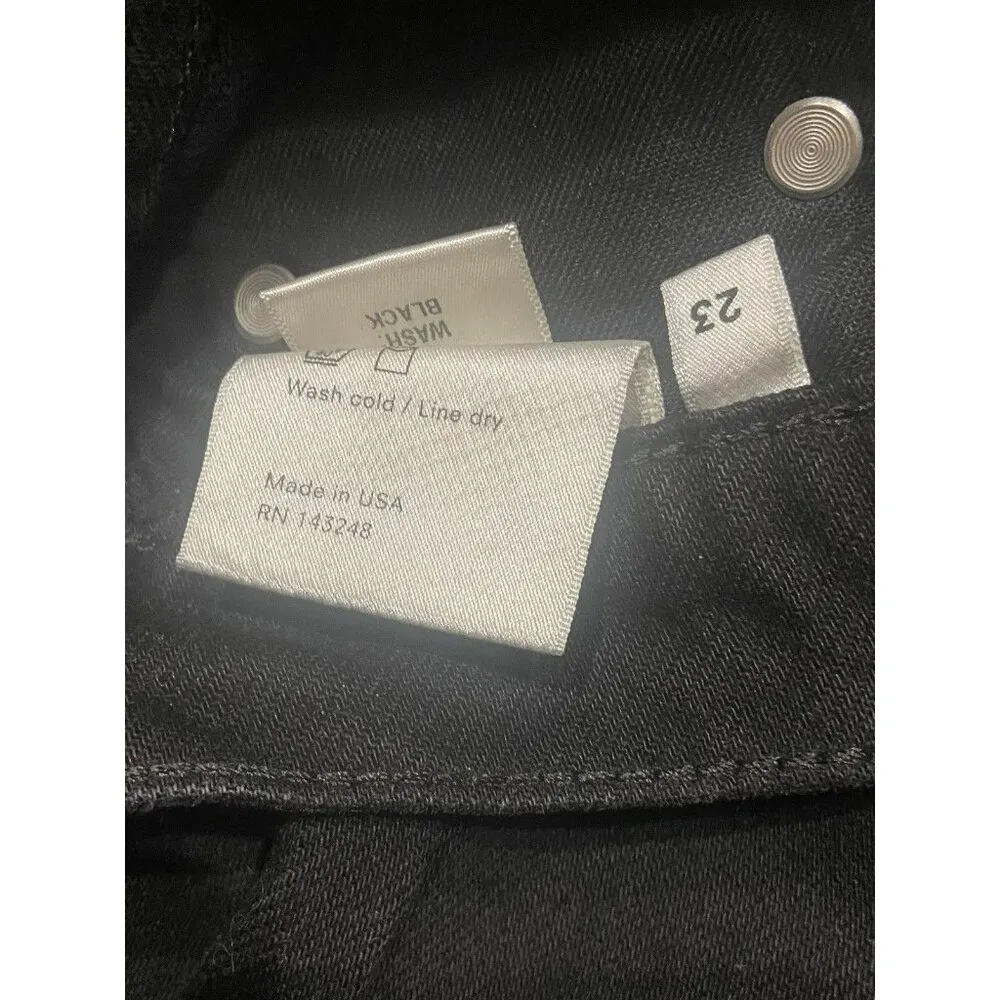 WASH:
BLACK
23
Wash cold / Line dry
Made in USA
RN 143248